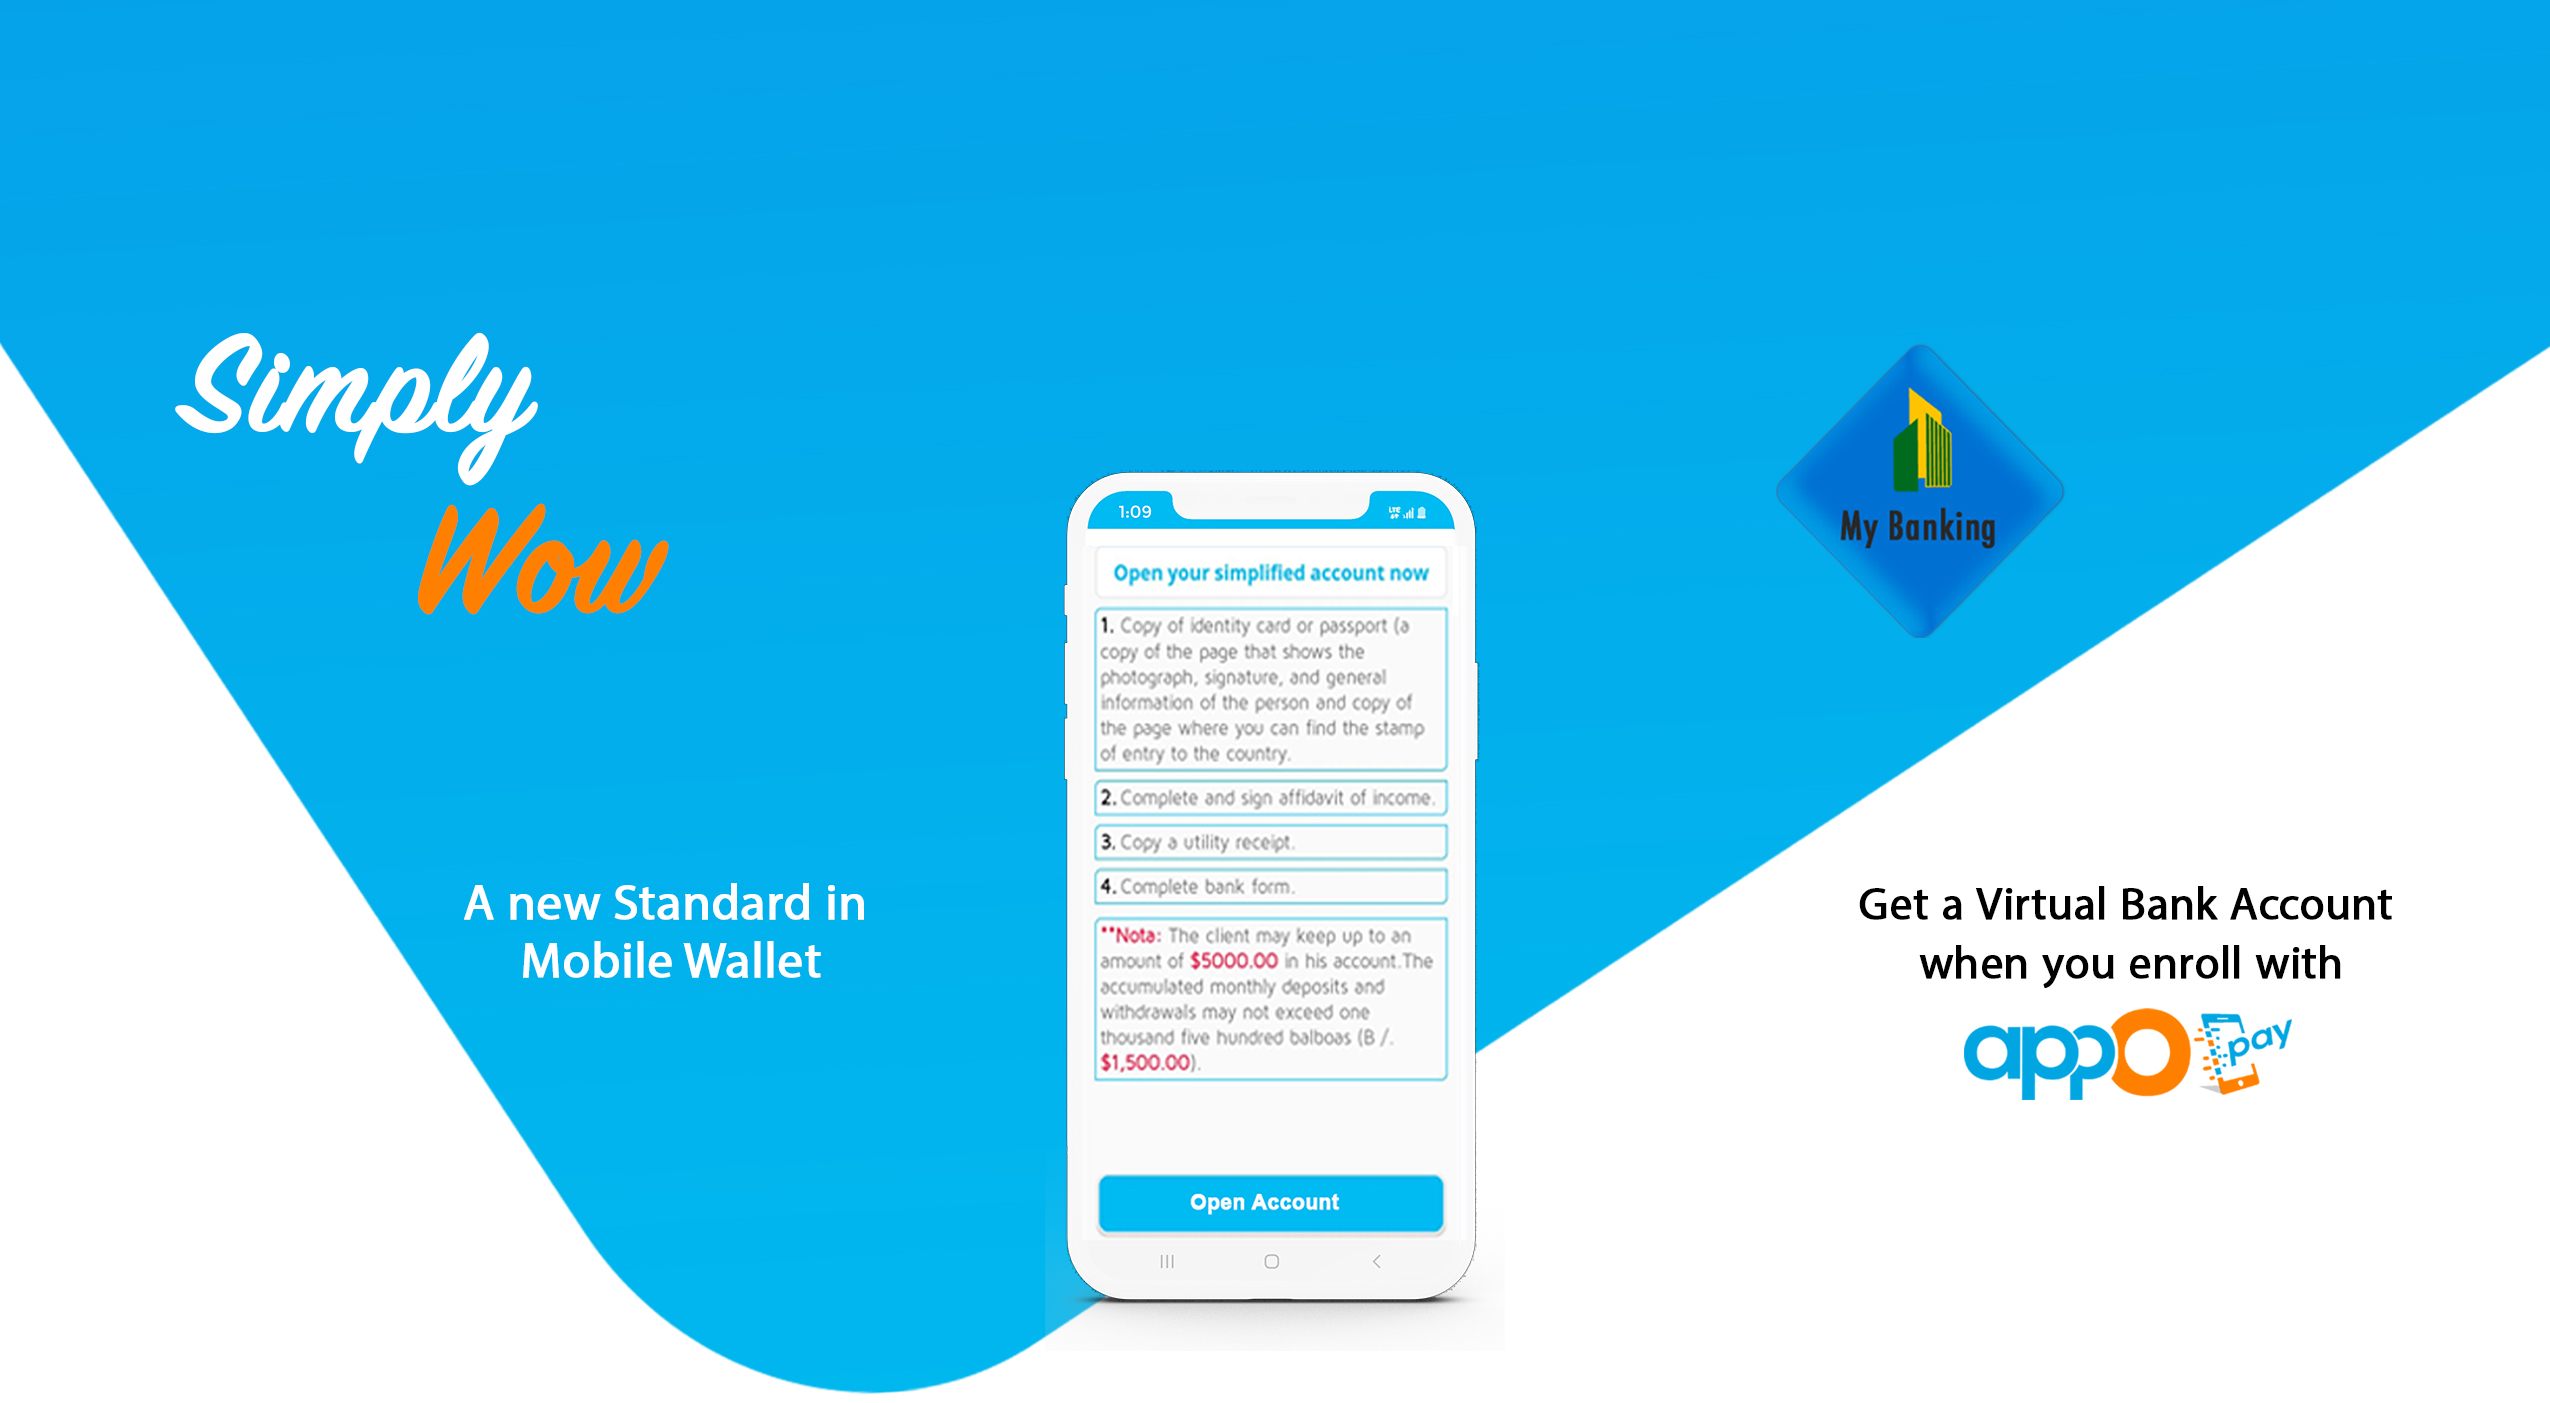 Simply
Wow
A new Standard in
Mobile Wallet
1:09
LTE
Open your simplified account now
1. Copy of identity card or passport (a
copy of the page that shows the
photograph, signature, and general
information of the person and copy of
the page where you can find the stamp
of entry to the country.
2. Complete and sign affidavit of income.
3. Copy a utility receipt.
4. Complete bank form.
**Nota: The client may keep up to an
amount of $5000.00 in his account.The
accumulated monthly deposits and
withdrawals may not exceed one
thousand five hundred balboas (B /.
$1,500.00).
Open Account
My Banking
Get a Virtual Bank Account
when you enroll with
appO pay